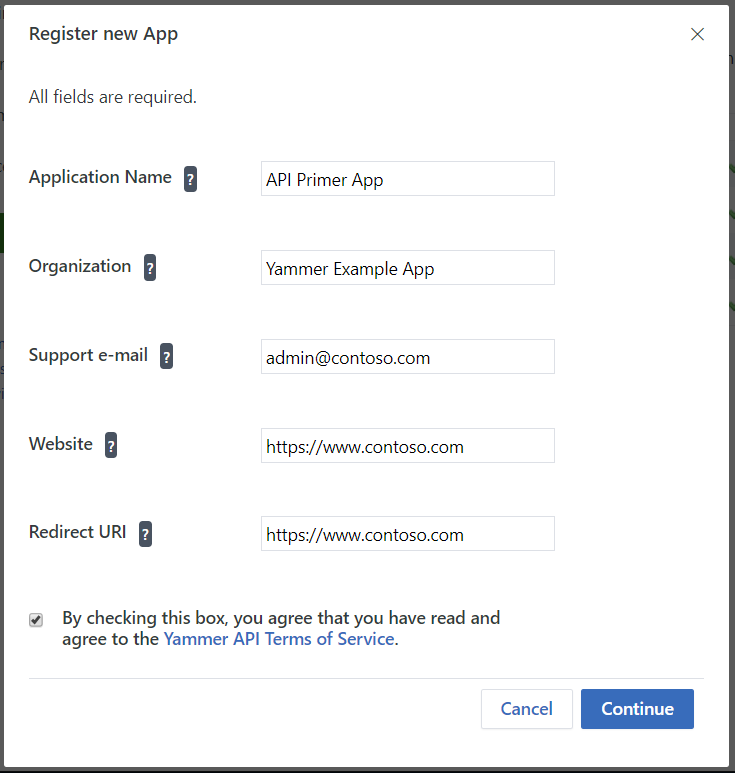 Register new App
All fields are required.
Application Name ?
API Primer App
Organization ?
Yammer Example App
Support e-mail ?
admin@contoso.com
Website ?
https://www.contoso.com
Redirect URI ?
https://www.contoso.com
By checking this box, you agree that you have read and
agree to the Yammer API Terms of Service.
Cancel Continue